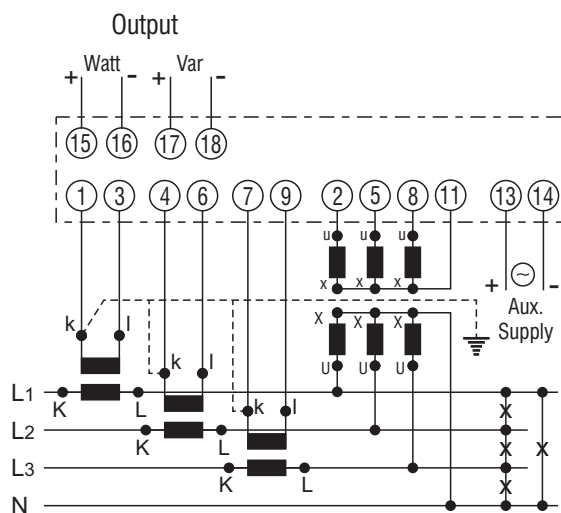 Output
+ Watt - + Var -
15 16 17 18
1 3 4 6 7 9 2 5 8 11 13 14
u u u
x x x
+ ~ -
Aux.
Supply
k l
X X X
k l
U U U
L1 K L
k l
x
L2 K L
x x
L3 K L
x
N